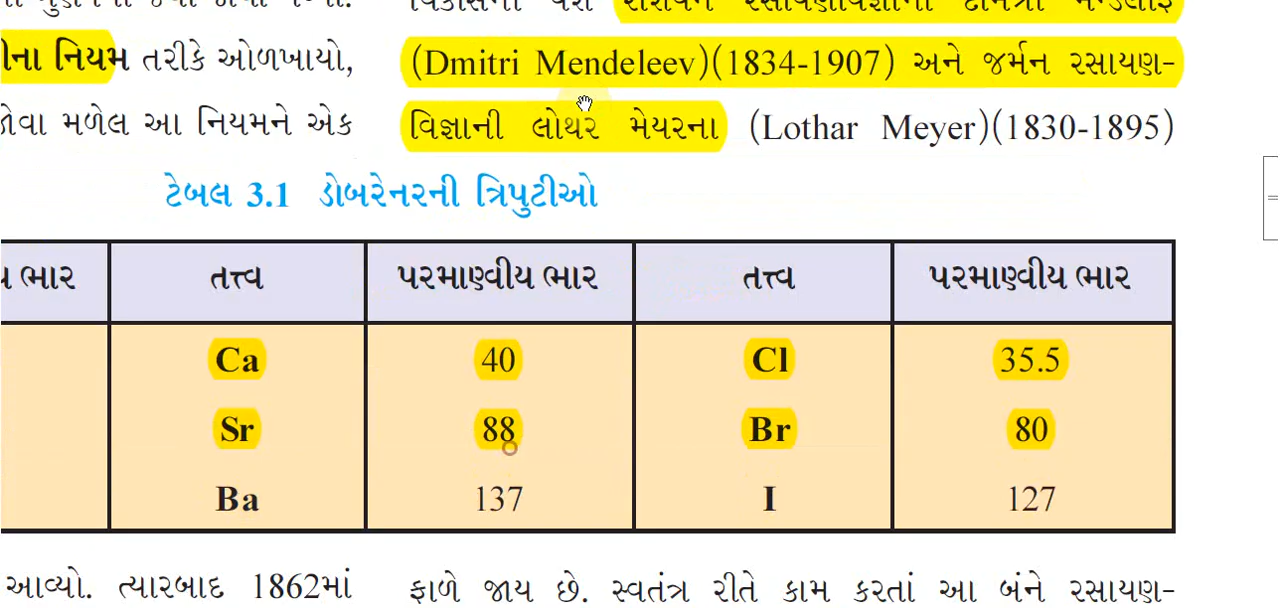 (Dmitri Mendeleev)(1834-1907) અને જર્મન રસાયણ-
નિયમ તરીકે ઓળખાયો,
વિજ્ઞાની લોથર મેયરના (Lothar Meyer)(1830-1895)
મળેલ આ નિયમને એક
ટેબલ 3.1 ડોબરેનરની ત્રિપુટીઓ
ભાર તત્ત્વ પરમાણ્વીય ભાર તત્ત્વ પરમાણ્વીય ભાર
Ca 40 Cl 35.5
Sr 88 Br 80
Ba 137 I 127
આવ્યો. ત્યારબાદ 1862માં
ફાળે જાય છે. સ્વતંત્ર રીતે કામ કરતાં આ બંને રસાયણ-